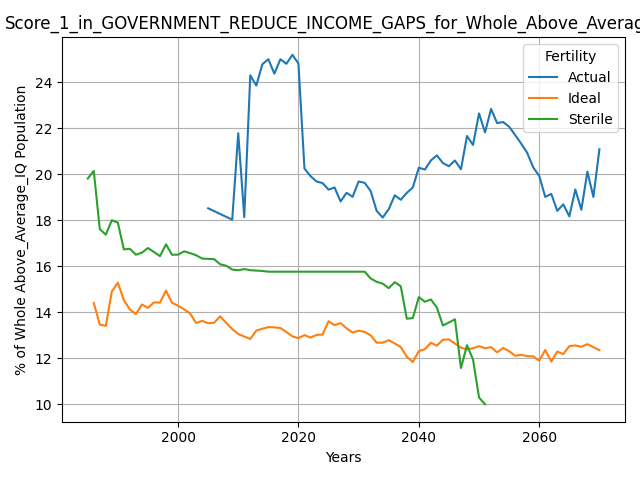 Score_1_in_GOVERNMENT_REDUCE_INCOME_GAPS_for_Whole_Above_Averag
Fertility
Actual
Ideal
Sterile
% of Whole Above_Average_IQ Population
24
22
20
18
16
14
12
10
2000 2020 2040 2060
Years